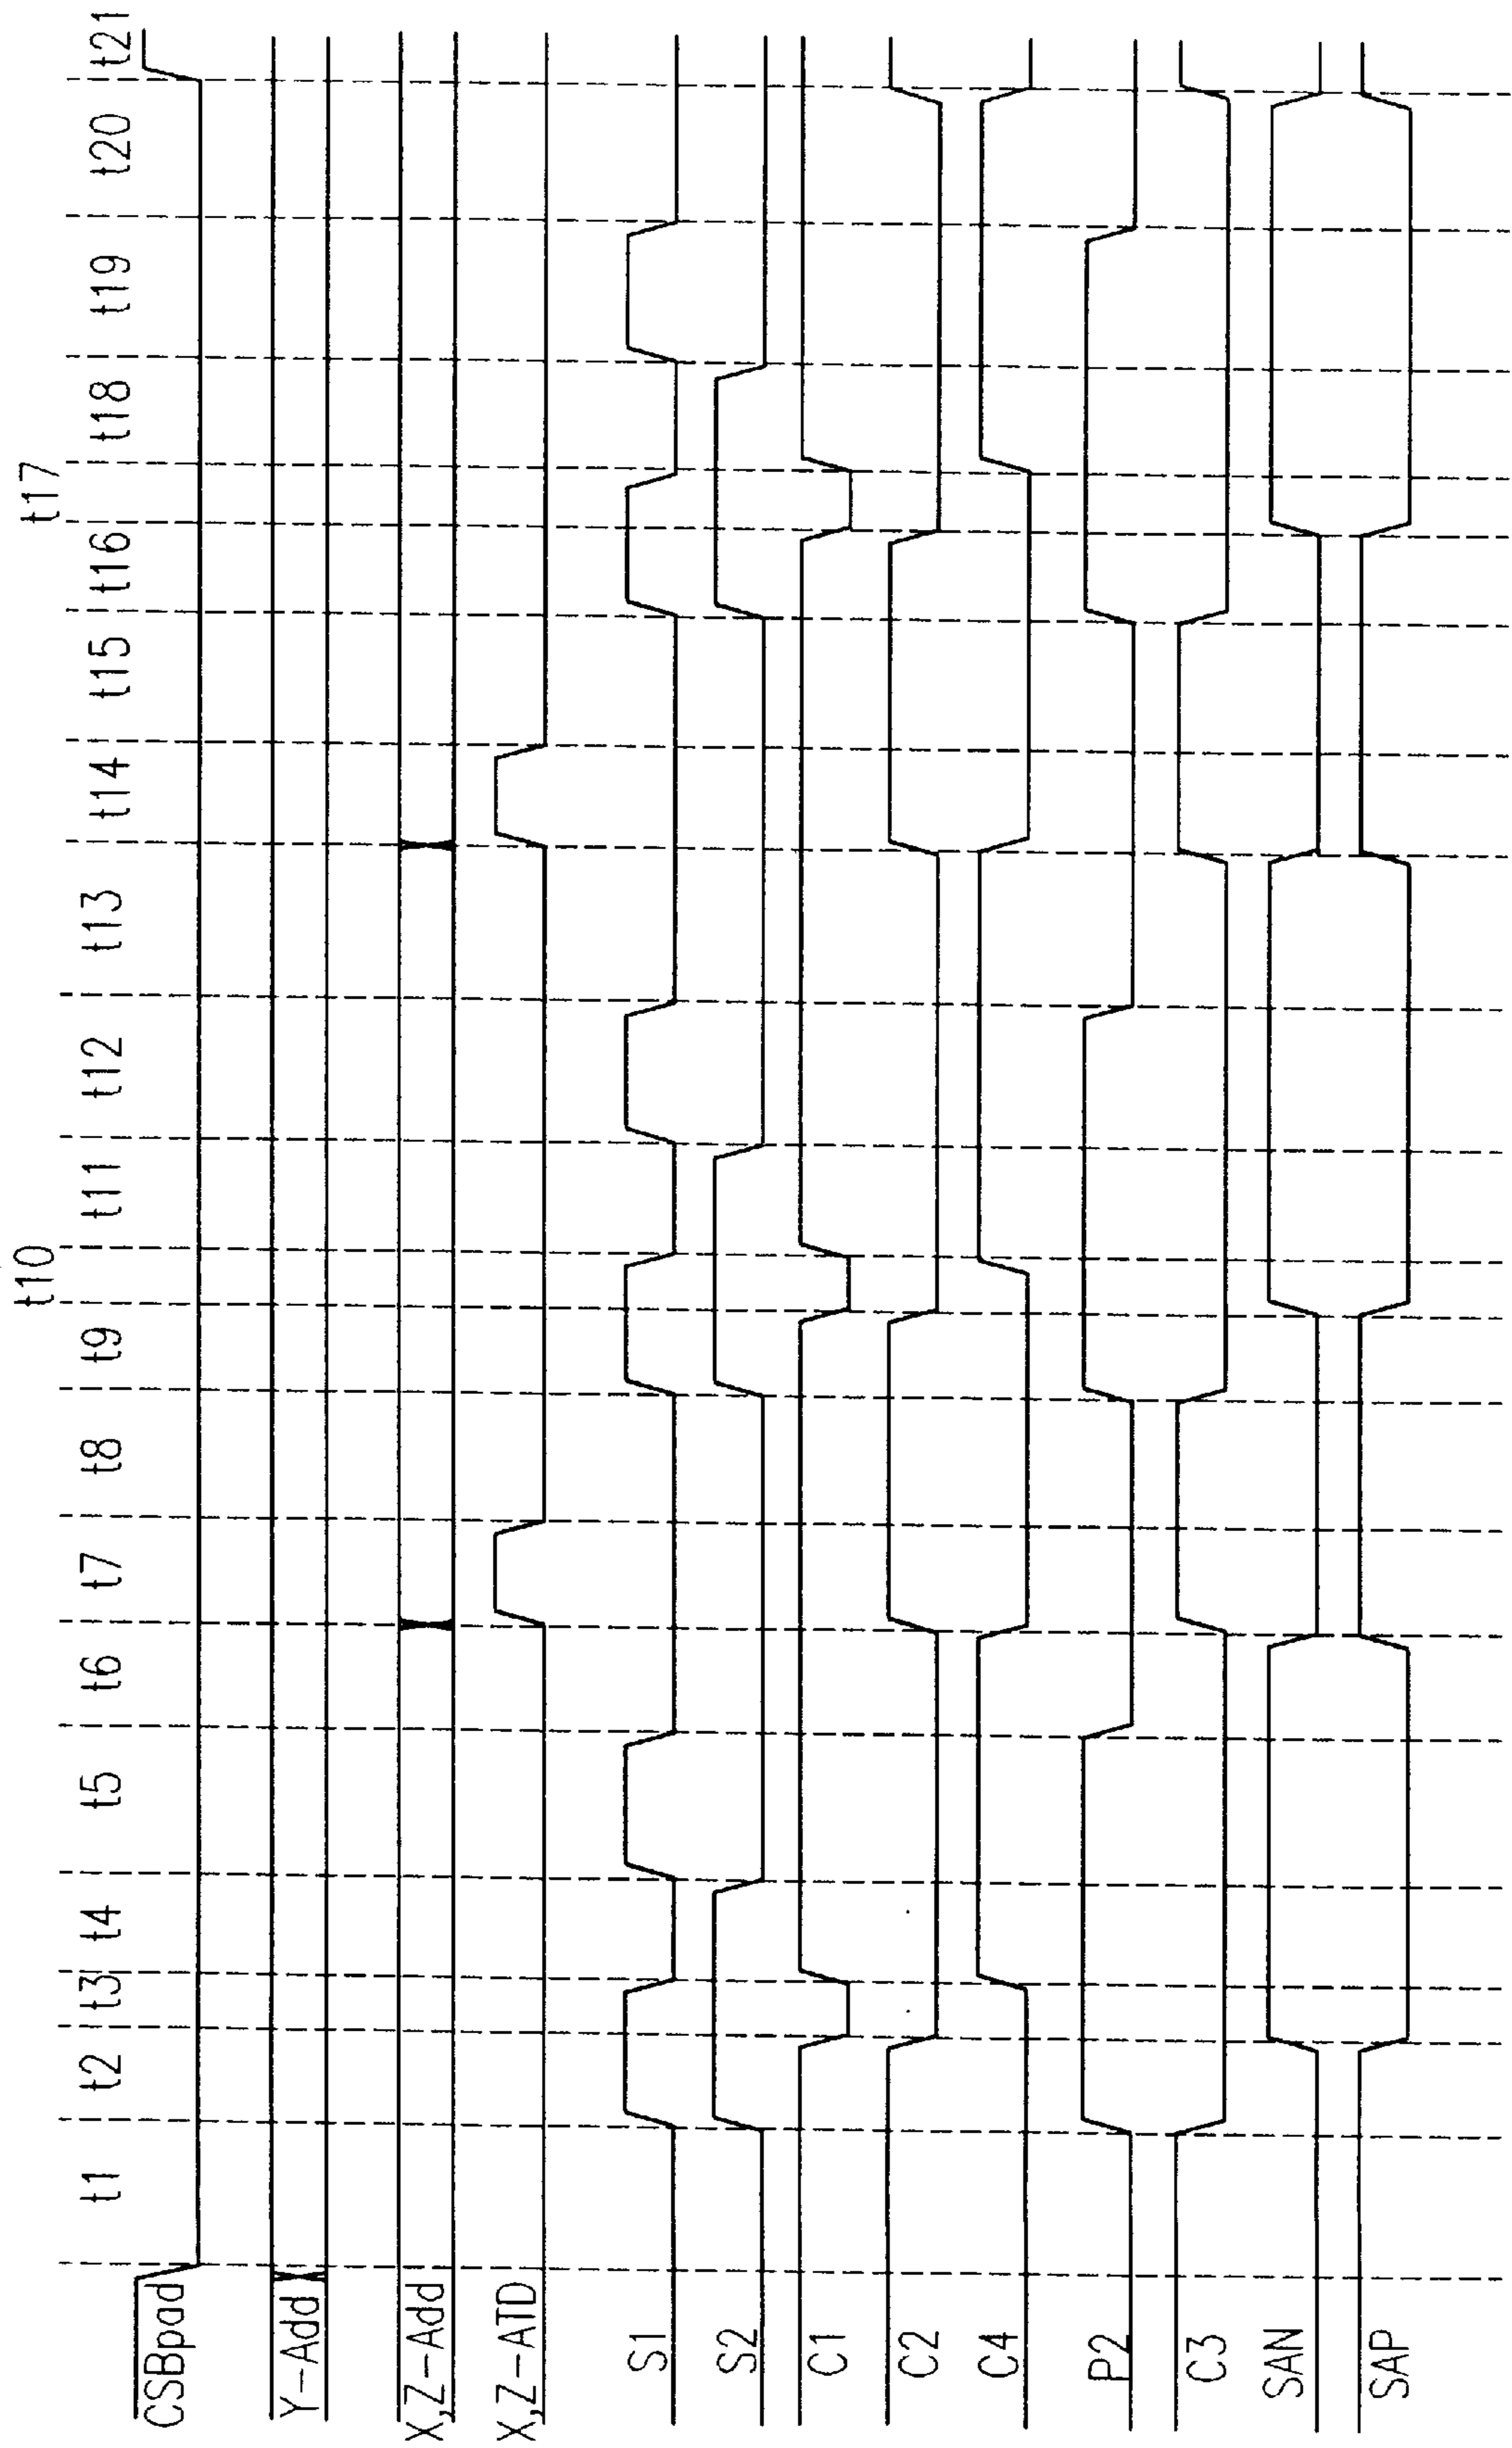 t1 t2 t3 t4 t5 t6 t7 t8 t9 t10 t11 t12 t13 t14 t15 t16 t17 t18 t19 t20 t21
CSBpad
Y-Add
X,Z-Add
X,Z-ATD
S1
S2
C1
C2
C4
P2
C3
SAN
SAP